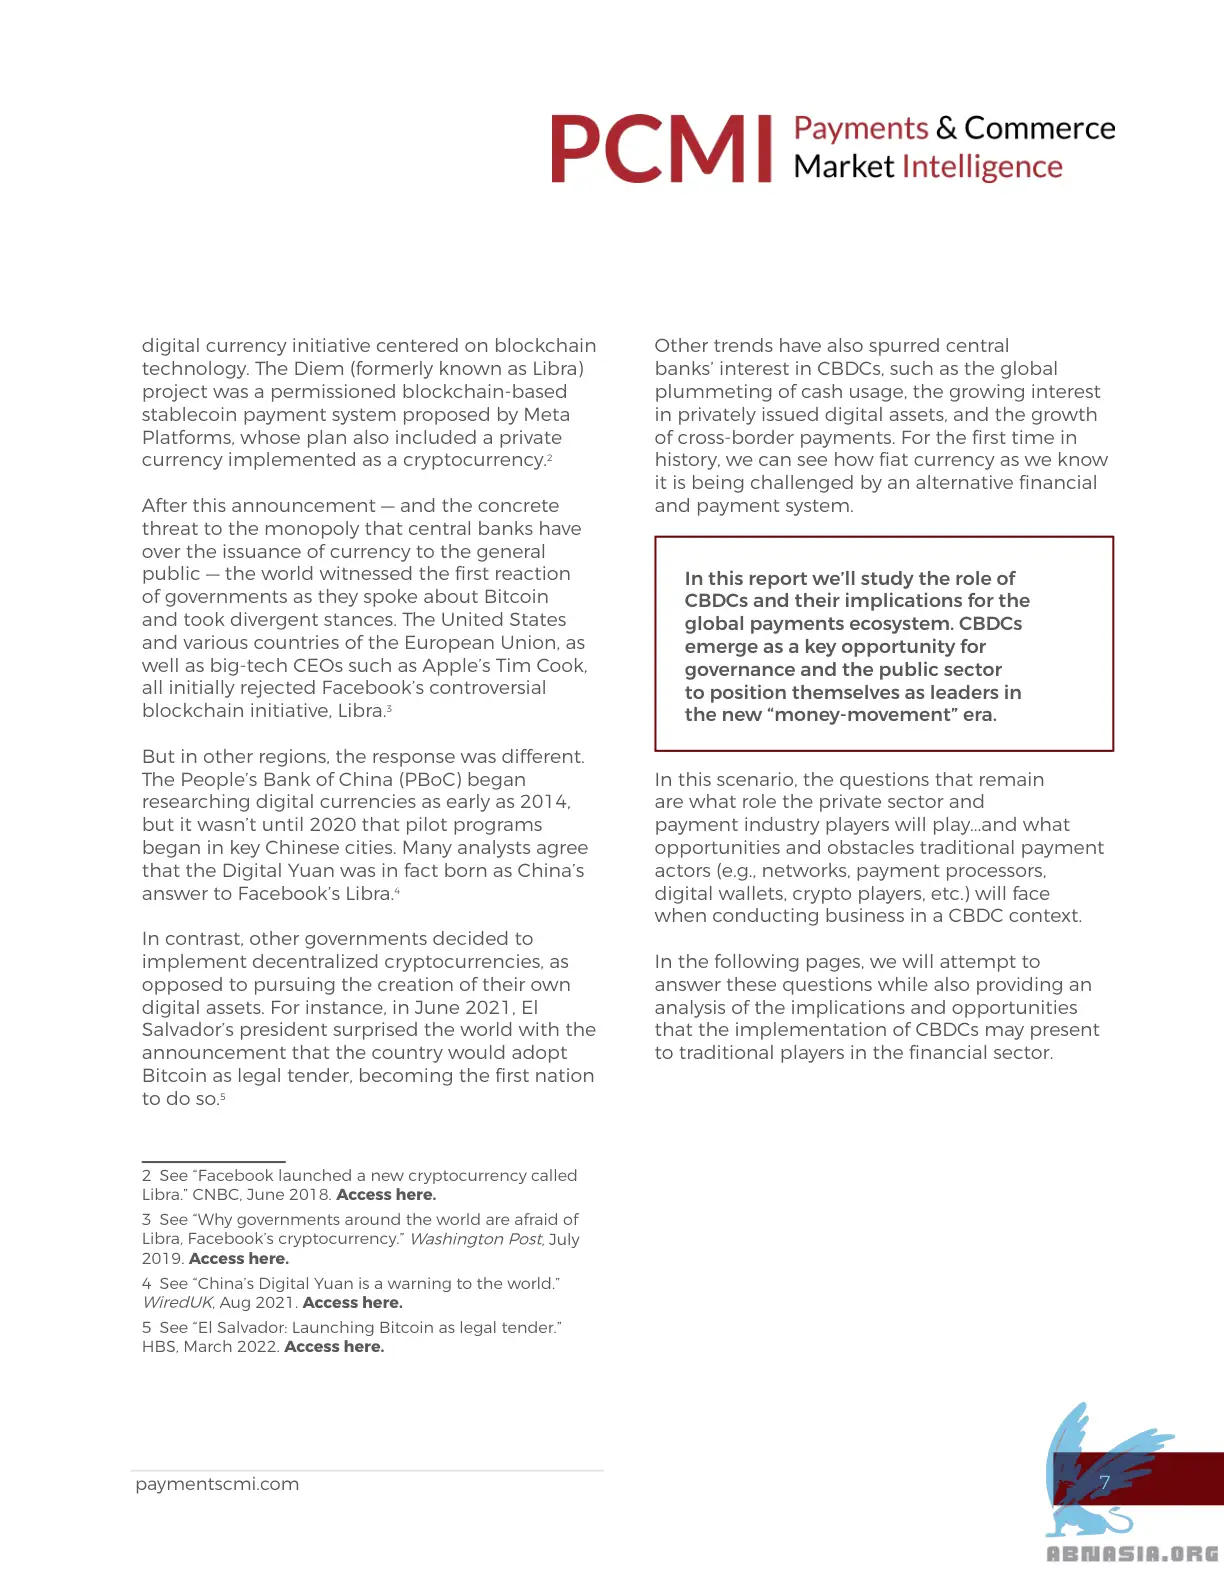 PCMI Payments & Commerce
Market Intelligence
digital currency initiative centered on blockchain
technology. The Diem (formerly known as Libra)
project was a permissioned blockchain-based
stablecoin payment system proposed by Meta
Platforms, whose plan also included a private
currency implemented as a cryptocurrency.2
After this announcement — and the concrete
threat to the monopoly that central banks have
over the issuance of currency to the general
public — the world witnessed the first reaction
of governments as they spoke about Bitcoin
and took divergent stances. The United States
and various countries of the European Union, as
well as big-tech CEOs such as Apple’s Tim Cook,
all initially rejected Facebook’s controversial
blockchain initiative, Libra.3
But in other regions, the response was different.
The People’s Bank of China (PBoC) began
researching digital currencies as early as 2014,
but it wasn’t until 2020 that pilot programs
began in key Chinese cities. Many analysts agree
that the Digital Yuan was in fact born as China’s
answer to Facebook’s Libra.4
In contrast, other governments decided to
implement decentralized cryptocurrencies, as
opposed to pursuing the creation of their own
digital assets. For instance, in June 2021, El
Salvador’s president surprised the world with the
announcement that the country would adopt
Bitcoin as legal tender, becoming the first nation
to do so.5
2 See “Facebook launched a new cryptocurrency called
Libra.” CNBC, June 2018. Access here.
3 See “Why governments around the world are afraid of
Libra, Facebook’s cryptocurrency.” Washington Post, July
2019. Access here.
4 See “China’s Digital Yuan is a warning to the world.”
WiredUK, Aug 2021. Access here.
5 See “El Salvador: Launching Bitcoin as legal tender.”
HBS, March 2022. Access here.
Other trends have also spurred central
banks’ interest in CBDCs, such as the global
plummeting of cash usage, the growing interest
in privately issued digital assets, and the growth
of cross-border payments. For the first time in
history, we can see how fiat currency as we know
it is being challenged by an alternative financial
and payment system.
In this report we’ll study the role of
CBDCs and their implications for the
global payments ecosystem. CBDCs
emerge as a key opportunity for
governance and the public sector
to position themselves as leaders in
the new “money-movement” era.
In this scenario, the questions that remain
are what role the private sector and
payment industry players will play...and what
opportunities and obstacles traditional payment
actors (e.g., networks, payment processors,
digital wallets, crypto players, etc.) will face
when conducting business in a CBDC context.
In the following pages, we will attempt to
answer these questions while also providing an
analysis of the implications and opportunities
that the implementation of CBDCs may present
to traditional players in the financial sector.
paymentscmi.com
7
ABNASIA.ORG